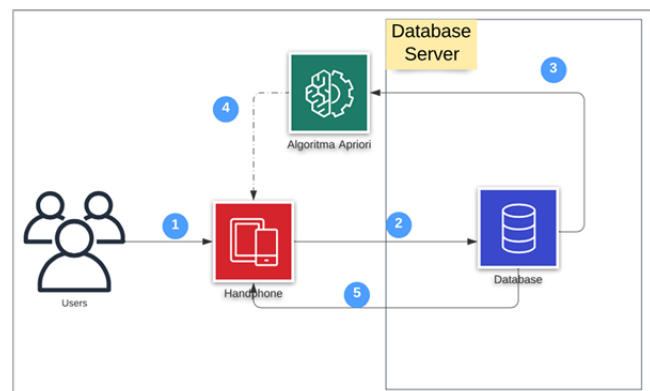 Database
Server
3
4
Algoritma Apriori
1
2
Users
Handphone
Database
5